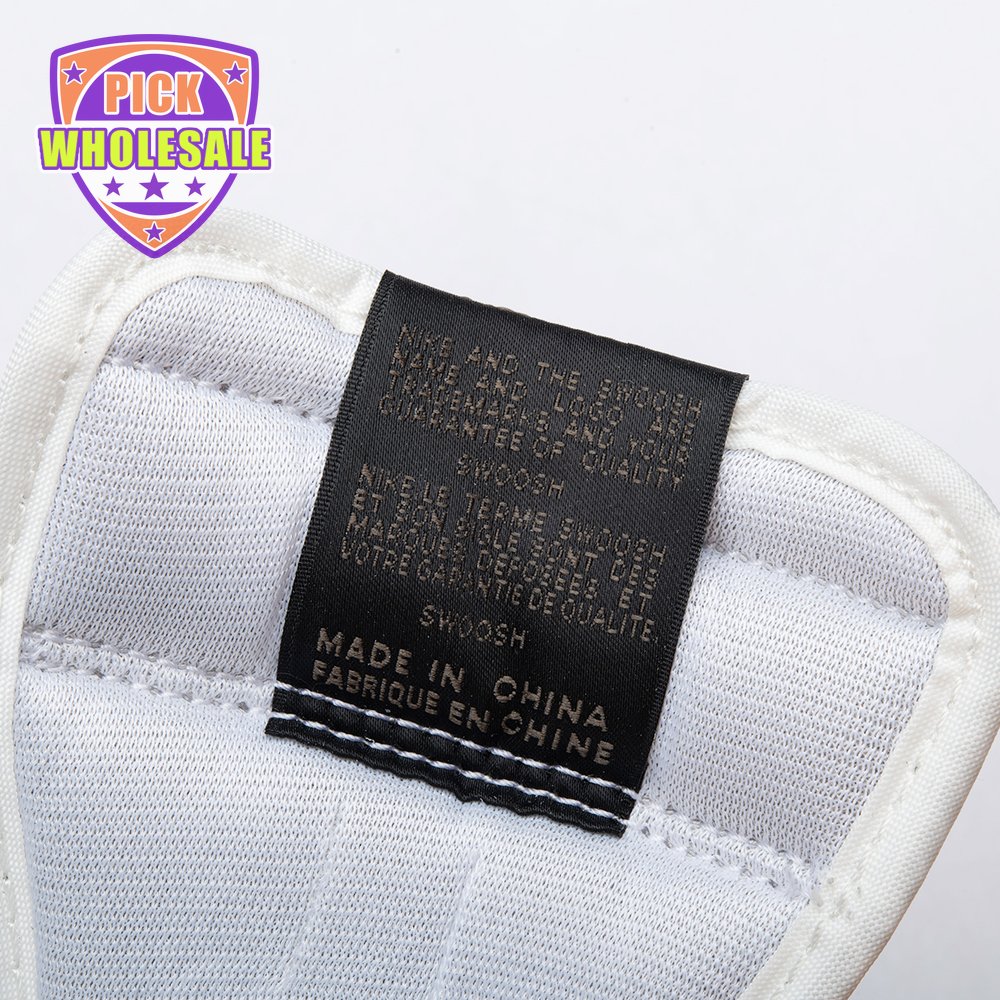 PICK
WHOLESALE
NIKE AND THE SWOOSH
NAME AND LOGO ARE
TRAVEMARKS AND YOUR
GUARANTEE OF QUALITY
SWOOSH
NIKE LE TERME SWOOSH
ET SON SIGLE SONT DES
MARQUES DEPOSEES ET
VOTRE GARANTIE DE QUALITE.
SWOOSH
MADE IN CHINA
FABRIQUE EN CHINE